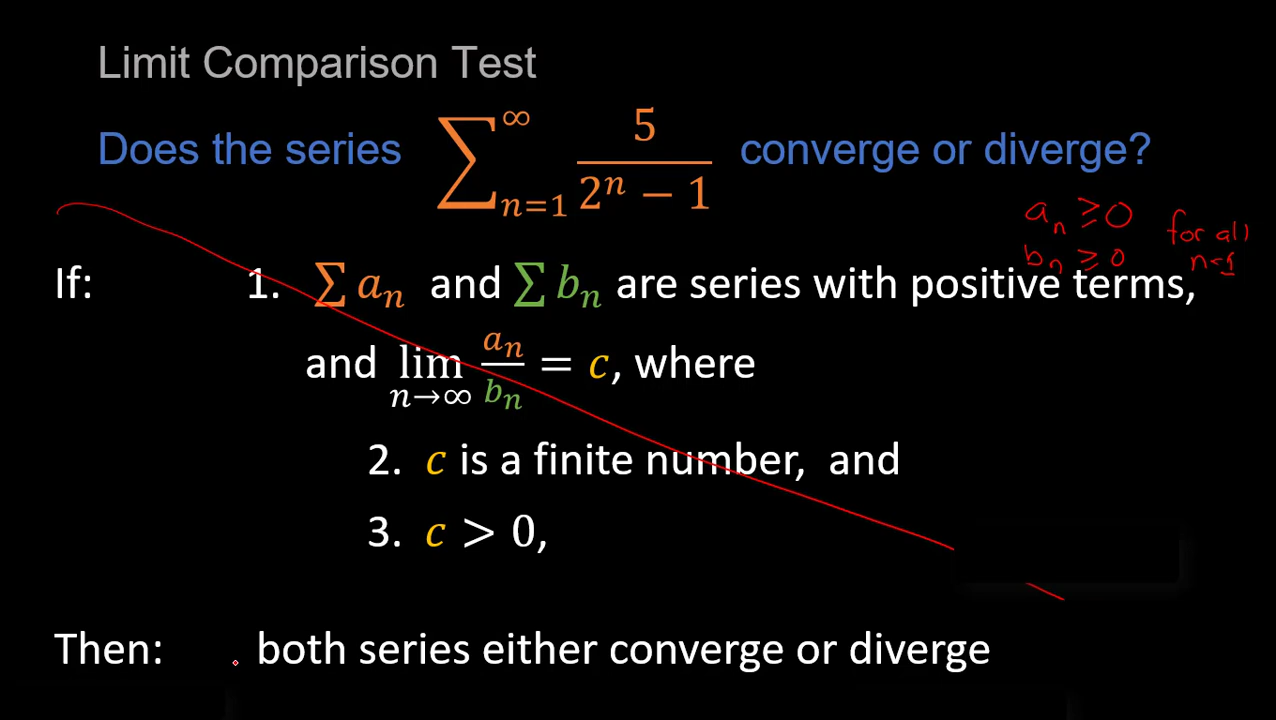 Limit Comparison Test
Does the series ∑_{n=1}^{∞} 5/(2^n − 1) converge or diverge?
a_n ≥ 0
b_n ≥ 0
for all
n<1
If: 1. ∑ a_n and ∑ b_n are series with positive terms,
and lim_{n→∞} a_n/b_n = c, where
2. c is a finite number, and
3. c > 0,
Then: both series either converge or diverge